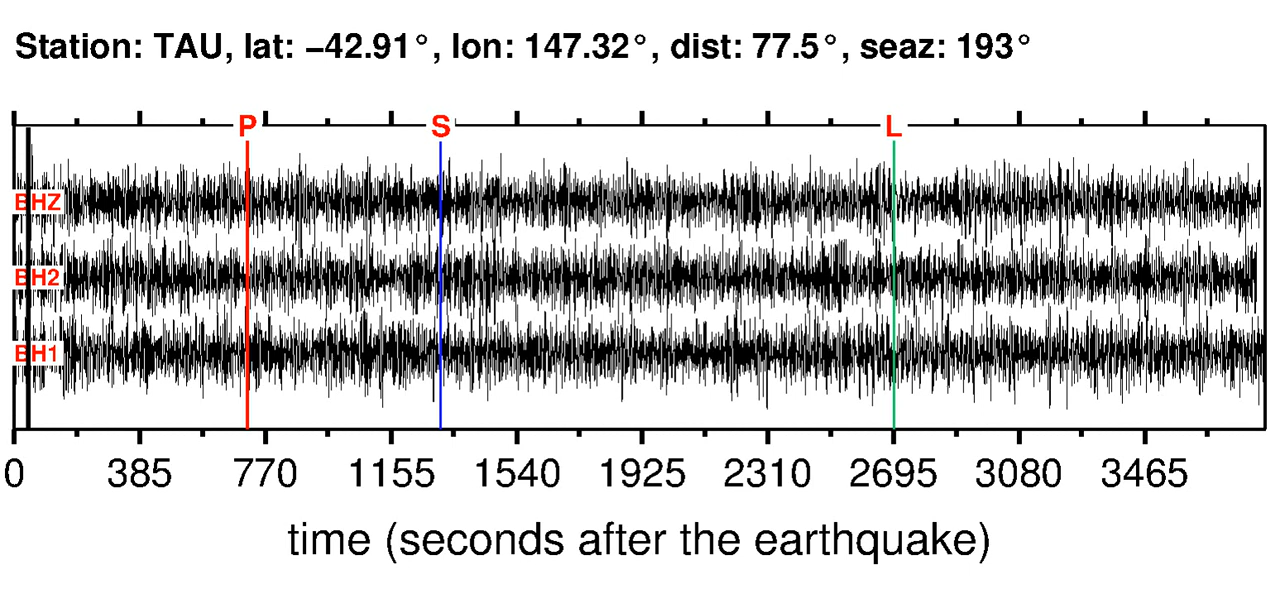 Station: TAU, lat: −42.91°, lon: 147.32°, dist: 77.5°, seaz: 193°
P S L
BHZ
BH2
BH1
0 385 770 1155 1540 1925 2310 2695 3080 3465
time (seconds after the earthquake)